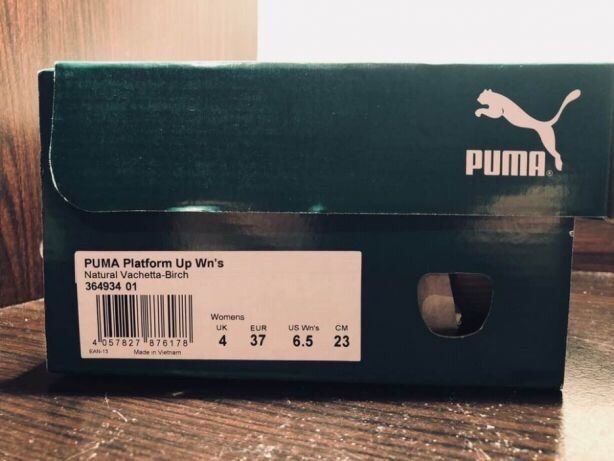 PUMA®
PUMA Platform Up Wn's
Natural Vachetta-Birch
364934 01
4 057827 876178
EAN-13 Made in Vietnam
Womens
UK EUR US Wn's CM
4 37 6.5 23